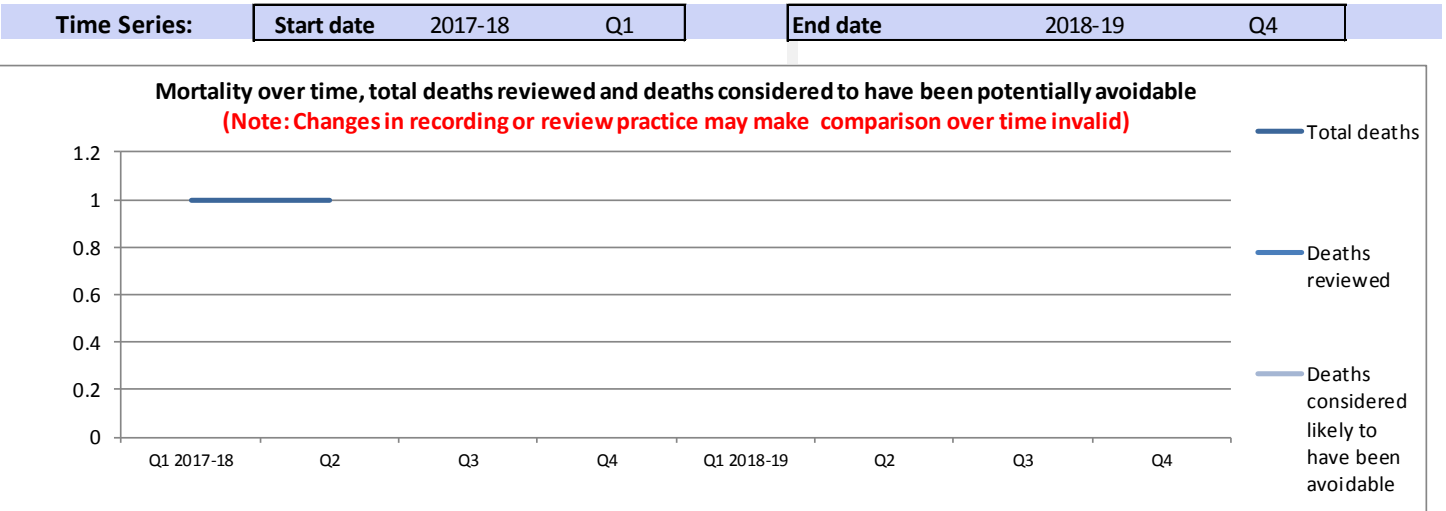 Time Series: Start date 2017-18 Q1 End date 2018-19 Q4
Mortality over time, total deaths reviewed and deaths considered to have been potentially avoidable
(Note: Changes in recording or review practice may make comparison over time invalid)
1.2
1
0.8
0.6
0.4
0.2
0
Q1 2017-18 Q2 Q3 Q4 Q1 2018-19 Q2 Q3 Q4
Total deaths
Deaths
reviewed
Deaths
considered
likely to
have been
avoidable